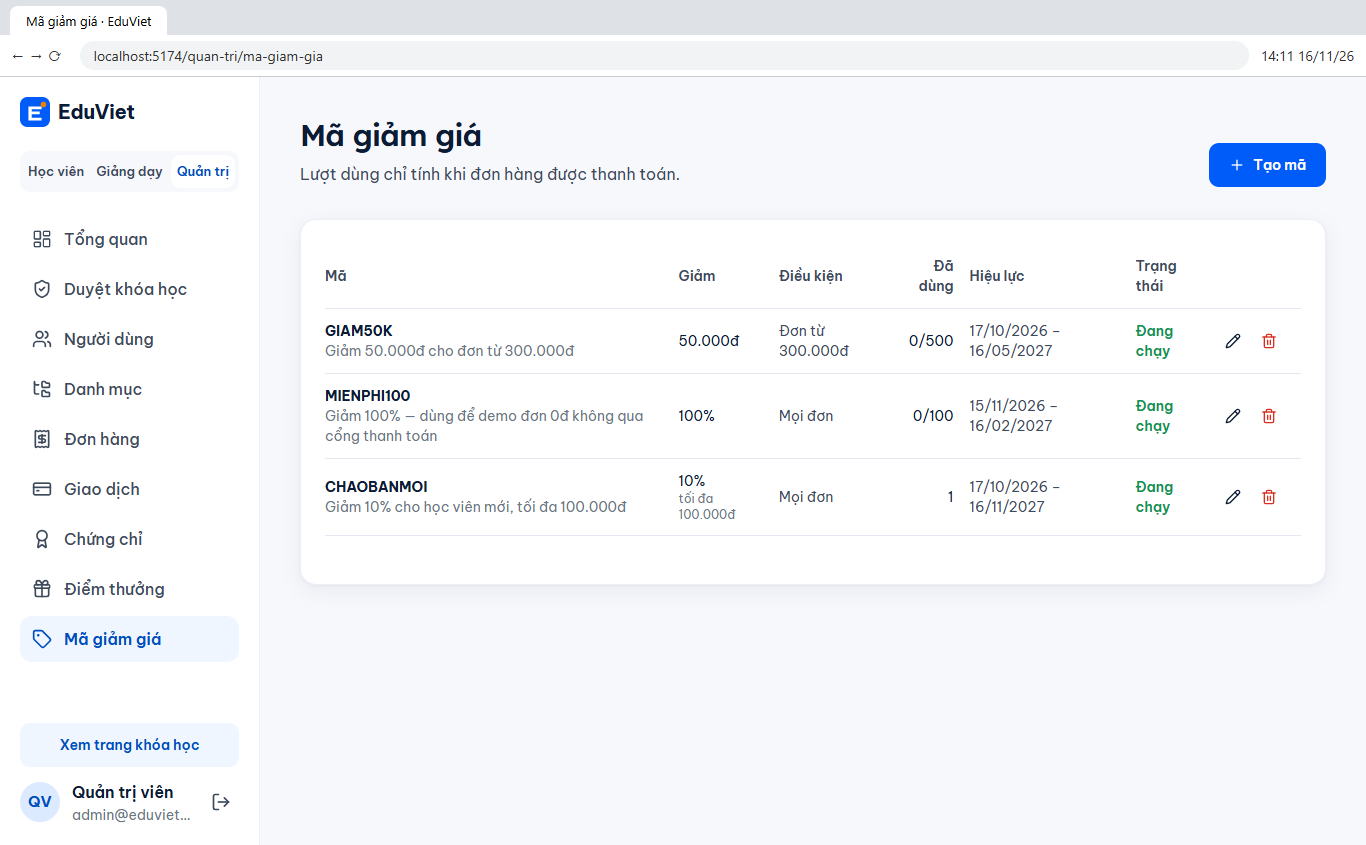 Mã giảm giá · EduViet
localhost:5174/quan-tri/ma-giam-gia
14:11 16/11/26
EduViet
Học viên Giảng dạy Quản trị
Tổng quan
Duyệt khóa học
Người dùng
Danh mục
Đơn hàng
Giao dịch
Chứng chỉ
Điểm thưởng
Mã giảm giá
Xem trang khóa học
QV
Quản trị viên
admin@eduviet...
Mã giảm giá
Lượt dùng chỉ tính khi đơn hàng được thanh toán.
+ Tạo mã
Mã Giảm Điều kiện Đã dùng Hiệu lực Trạng thái
GIAM50K
Giảm 50.000đ cho đơn từ 300.000đ
50.000đ
Đơn từ
300.000đ
0/500
17/10/2026 –
16/05/2027
Đang
chạy
MIENPHI100
Giảm 100% — dùng để demo đơn 0đ không qua
cổng thanh toán
100%
Mọi đơn
0/100
15/11/2026 –
16/02/2027
Đang
chạy
CHAOBANMOI
Giảm 10% cho học viên mới, tối đa 100.000đ
10%
tối đa
100.000đ
Mọi đơn
1
17/10/2026 –
16/11/2027
Đang
chạy